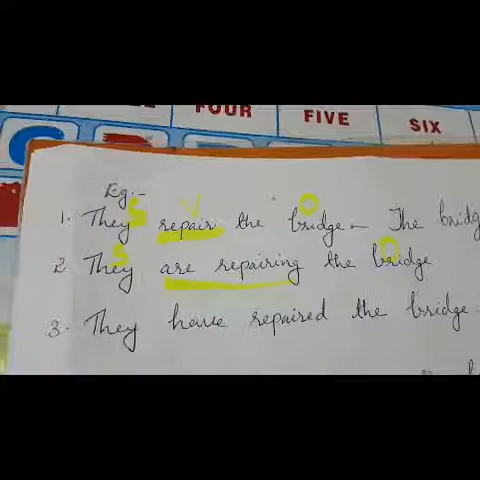 FOUR FIVE SIX
Eg:-
S V O
1. They repair the bridge - The bridg
S O
2 They are repairing the bridge
3. They have repaired the bridge.